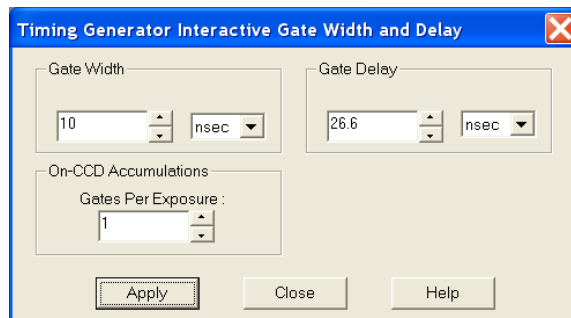 Timing Generator Interactive Gate Width and Delay
Gate Width
Gate Delay
10
nsec
26.6
nsec
On-CCD Accumulations
Gates Per Exposure :
1
Apply
Close
Help